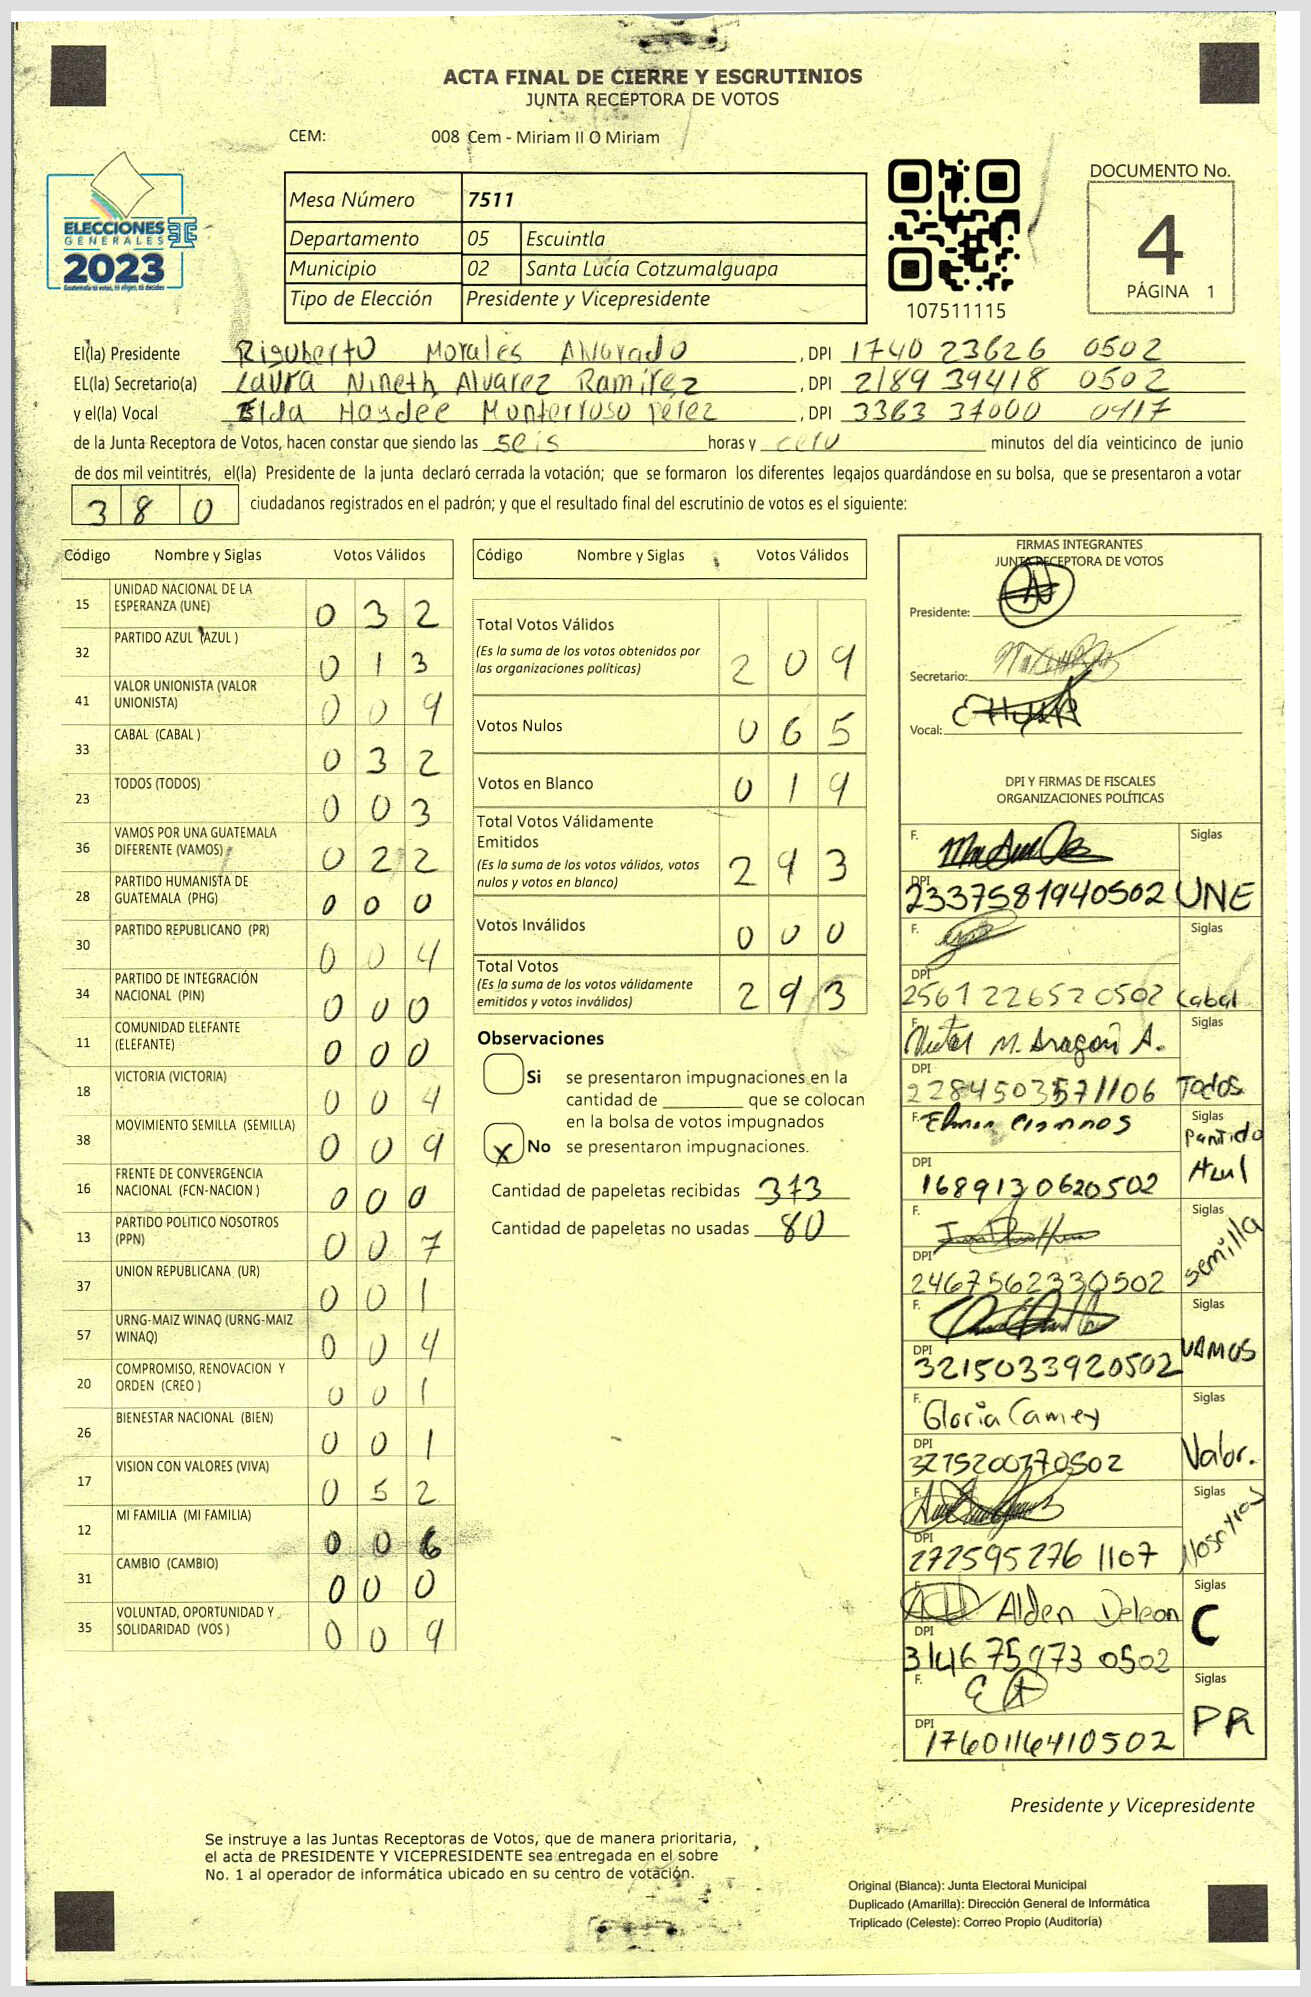 ACTA FINAL DE CIERRE Y ESCRUTINIOS
JUNTA RECEPTORA DE VOTOS
CEM: 008 Cem - Miriam II O Miriam
ELECCIONES
GENERALES
2023
Guatemala tú votas, tú eliges, tú decides
Mesa Número 7511
Departamento 05 Escuintla
Municipio 02 Santa Lucía Cotzumalguapa
Tipo de Elección Presidente y Vicepresidente
107511115
DOCUMENTO No.
4
PÁGINA 1
El(la) Presidente Rigoberto Morales Alvarado , DPI 1740 23626 0502
EL(la) Secretario(a) Laura Nineth Alvarez Ramírez , DPI 2189 39418 0502
y el(la) Vocal Elda Haydee Monterroso Pérez , DPI 3363 37000 0417
de la Junta Receptora de Votos, hacen constar que siendo las seis horas y cero minutos del día veinticinco de junio
de dos mil veintitrés, el(la) Presidente de la junta declaró cerrada la votación; que se formaron los diferentes legajos guardándose en su bolsa, que se presentaron a votar
380 ciudadanos registrados en el padrón; y que el resultado final del escrutinio de votos es el siguiente:
Código Nombre y Siglas Votos Válidos
15 UNIDAD NACIONAL DE LA ESPERANZA (UNE) 0 3 2
32 PARTIDO AZUL (AZUL ) 0 1 3
41 VALOR UNIONISTA (VALOR UNIONISTA) 0 0 9
33 CABAL (CABAL ) 0 3 2
23 TODOS (TODOS) 0 0 3
36 VAMOS POR UNA GUATEMALA DIFERENTE (VAMOS) 0 2 2
28 PARTIDO HUMANISTA DE GUATEMALA (PHG) 0 0 0
30 PARTIDO REPUBLICANO (PR) 0 0 4
34 PARTIDO DE INTEGRACIÓN NACIONAL (PIN) 0 0 0
11 COMUNIDAD ELEFANTE (ELEFANTE) 0 0 0
18 VICTORIA (VICTORIA) 0 0 4
38 MOVIMIENTO SEMILLA (SEMILLA) 0 0 9
16 FRENTE DE CONVERGENCIA NACIONAL (FCN-NACION ) 0 0 0
13 PARTIDO POLITICO NOSOTROS (PPN) 0 0 7
37 UNION REPUBLICANA (UR) 0 0 1
57 URNG-MAIZ WINAQ (URNG-MAIZ WINAQ) 0 0 4
20 COMPROMISO, RENOVACION Y ORDEN (CREO ) 0 0 1
26 BIENESTAR NACIONAL (BIEN) 0 0 1
17 VISION CON VALORES (VIVA) 0 5 2
12 MI FAMILIA (MI FAMILIA) 0 0 6
31 CAMBIO (CAMBIO) 0 0 0
35 VOLUNTAD, OPORTUNIDAD Y SOLIDARIDAD (VOS ) 0 0 9
Código Nombre y Siglas Votos Válidos
Total Votos Válidos 2 0 9
(Es la suma de los votos obtenidos por
las organizaciones políticas)
Votos Nulos 0 6 5
Votos en Blanco 0 1 9
Total Votos Válidamente
Emitidos 2 9 3
(Es la suma de los votos válidos, votos
nulos y votos en blanco)
Votos Inválidos 0 0 0
Total Votos 2 9 3
(Es la suma de los votos válidamente
emitidos y votos inválidos)
Observaciones
Si se presentaron impugnaciones en la
cantidad de ________ que se colocan
en la bolsa de votos impugnados
X No se presentaron impugnaciones.
Cantidad de papeletas recibidas 373
Cantidad de papeletas no usadas 80
FIRMAS INTEGRANTES
JUNTA RECEPTORA DE VOTOS
Presidente:
Secretario:
Vocal:
DPI Y FIRMAS DE FISCALES
ORGANIZACIONES POLÍTICAS
F. Siglas
DPI 2337581940502 UNE
F. Siglas
DPI 2561226520502 Cabal
F. Victor M. Aragón A. Siglas
DPI 2284503571106 Todos
F. Siglas
Partido
DPI Azul
1689130620502
F. Siglas
DPI 2467562330502 Semilla
F. Siglas
DPI 3215033920502 VAMOS
F. Gloria Camey Siglas
DPI 3275200370502 Valor.
F. Siglas
DPI 272595276 1107 Nosotros
F. Alden Deleon Siglas
DPI 314675973 0502 C
F. Siglas
DPI 1760116410502 PR
Presidente y Vicepresidente
Se instruye a las Juntas Receptoras de Votos, que de manera prioritaria,
el acta de PRESIDENTE Y VICEPRESIDENTE sea entregada en el sobre
No. 1 al operador de informática ubicado en su centro de votación.
Original (Blanca): Junta Electoral Municipal
Duplicado (Amarilla): Dirección General de Informática
Triplicado (Celeste): Correo Propio (Auditoría)